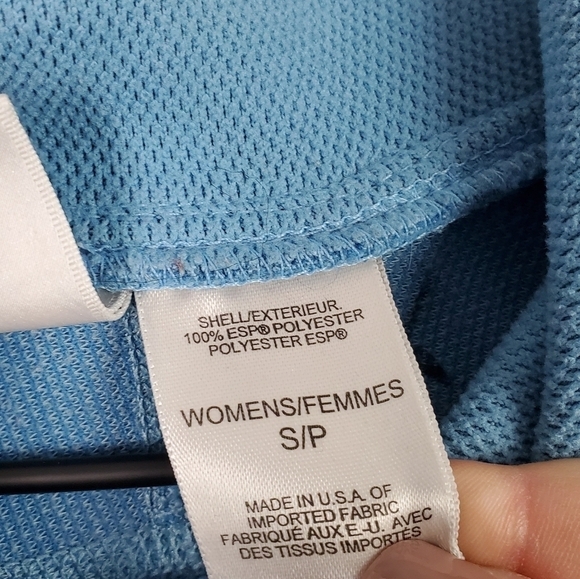 SHELL/EXTERIEUR.
100% ESP® POLYESTER
POLYESTER ESP®
WOMENS/FEMMES
S/P
MADE IN U.S.A. OF
IMPORTED FABRIC
FABRIQUÉ AUX E-U. AVEC
DES TISSUS IMPORTÉS